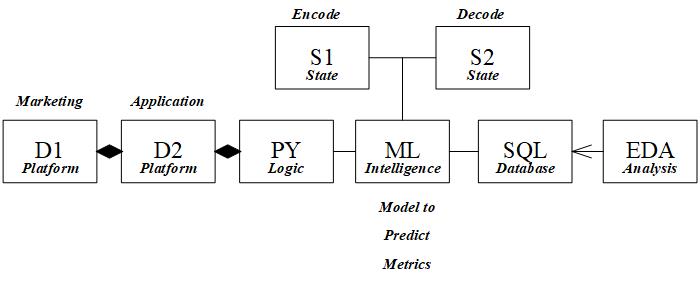 Encode
Decode
S1
State
S2
State
Marketing
Application
D1
Platform
D2
Platform
PY
Logic
ML
Intelligence
SQL
Database
EDA
Analysis
Model to
Predict
Metrics